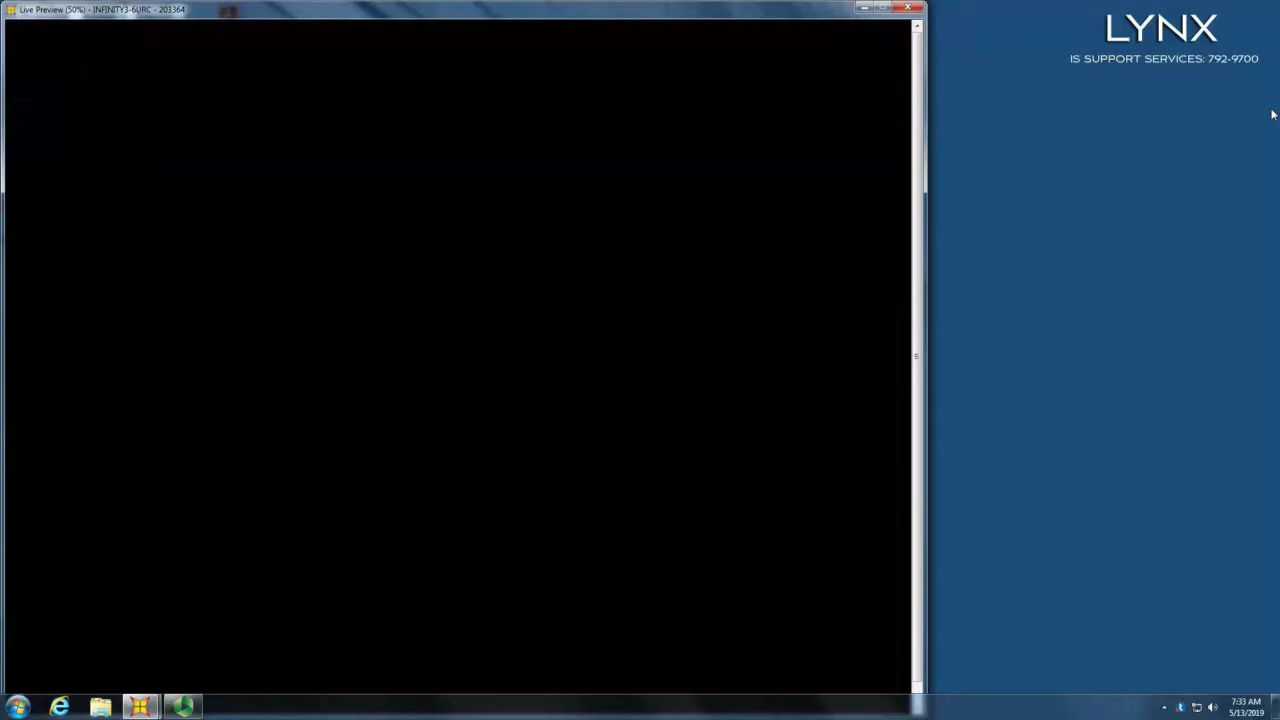 Live Preview (50%) - INFINITY3-6URC - 203364
LYNX
IS SUPPORT SERVICES: 792-9700
7:33 AM
5/13/2019